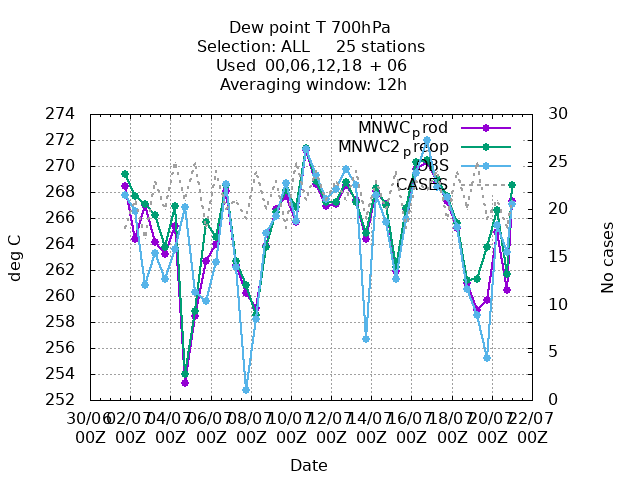 Dew point T 700hPa
Selection: ALL 25 stations
Used 00,06,12,18 + 06
Averaging window: 12h
274
272
270
268
266
264
262
260
258
256
254
252
deg C
30
25
20
15
10
5
0
No cases
MNWCprod
MNWC2preop
OBS
CASES
30/06 02/07 04/07 06/07 08/07 10/07 12/07 14/07 16/07 18/07 20/07 22/07
00Z 00Z 00Z 00Z 00Z 00Z 00Z 00Z 00Z 00Z 00Z 00Z
Date